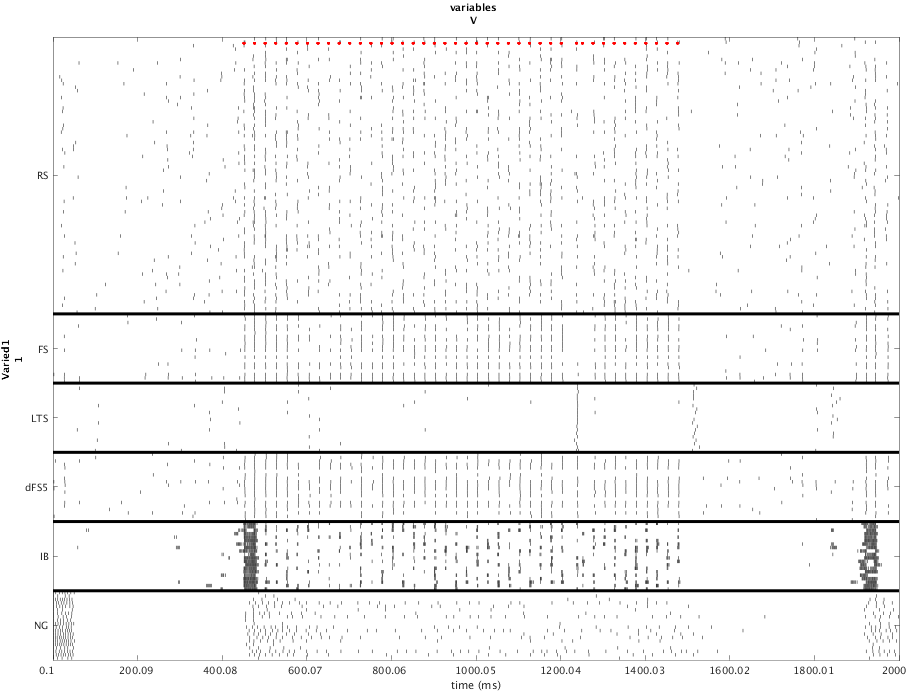 variables
V
RS
FS
LTS
dFS5
IB
NG
Varied1
1
0.1 200.09 400.08 600.07 800.06 1000.05 1200.04 1400.03 1600.02 1800.01 2000
time (ms)